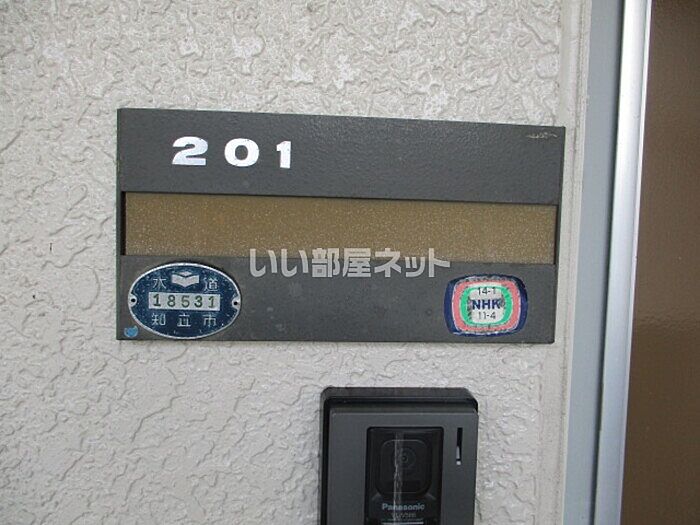 201
いい部屋ネット
水道
18531
知立市
14-1
NHK
11-4
Panasonic